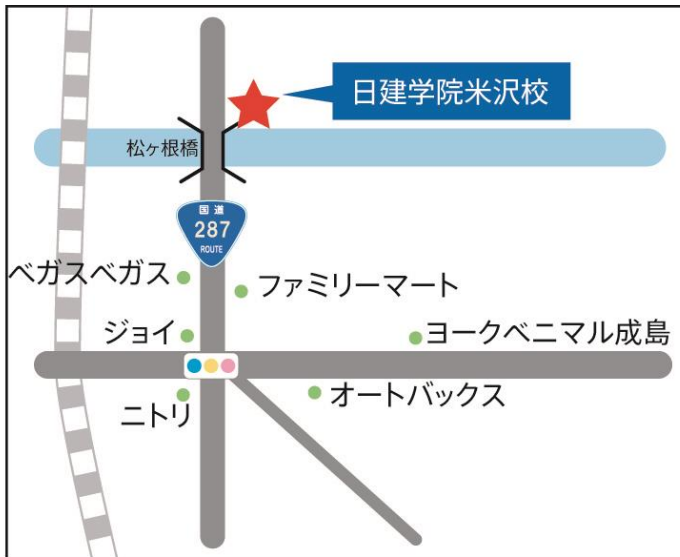 日建学院米沢校
松ヶ根橋
国道
287
ROUTE
ベガスベガス
ファミリーマート
ジョイ
ヨークベニマル成島
ニトリ
オートバックス